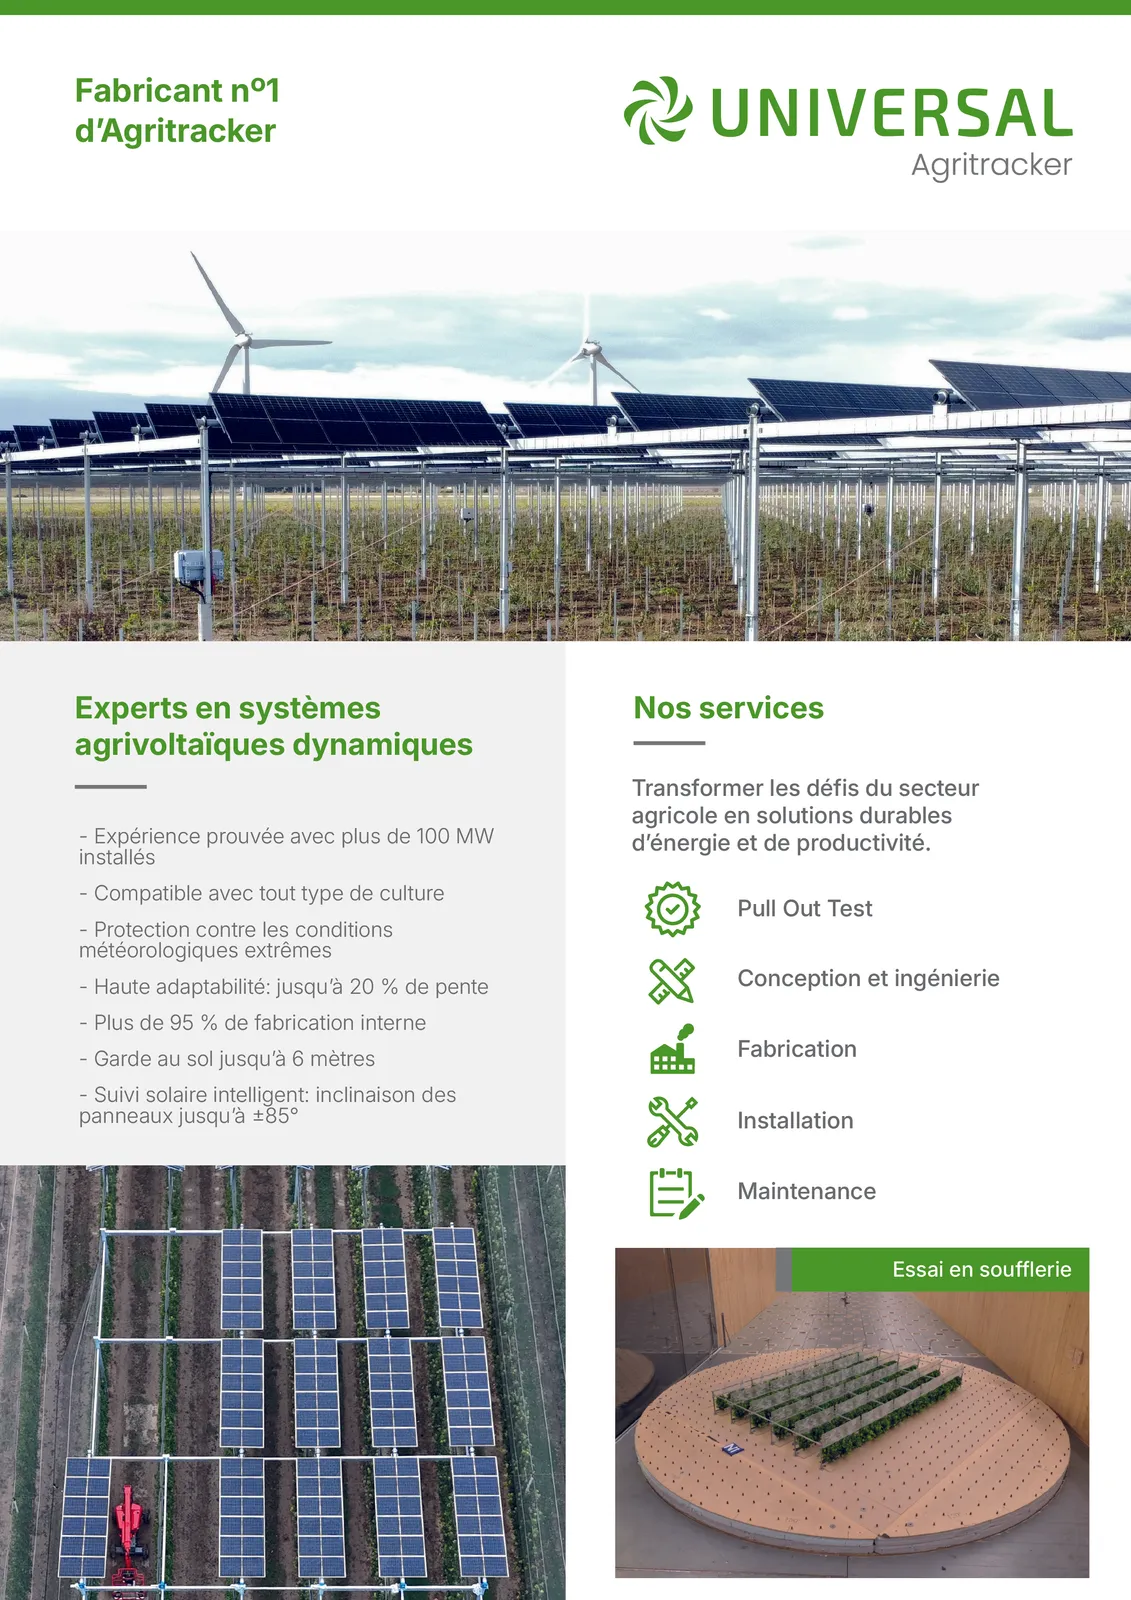 Fabricant nº1
d’Agritracker
UNIVERSAL
Agritracker
Experts en systèmes
agrivoltaïques dynamiques
- Expérience prouvée avec plus de 100 MW
installés
- Compatible avec tout type de culture
- Protection contre les conditions
météorologiques extrêmes
- Haute adaptabilité: jusqu’à 20 % de pente
- Plus de 95 % de fabrication interne
- Garde au sol jusqu’à 6 mètres
- Suivi solaire intelligent: inclinaison des
panneaux jusqu’à ±85°
Nos services
Transformer les défis du secteur
agricole en solutions durables
d’énergie et de productivité.
Pull Out Test
Conception et ingénierie
Fabrication
Installation
Maintenance
Essai en soufflerie